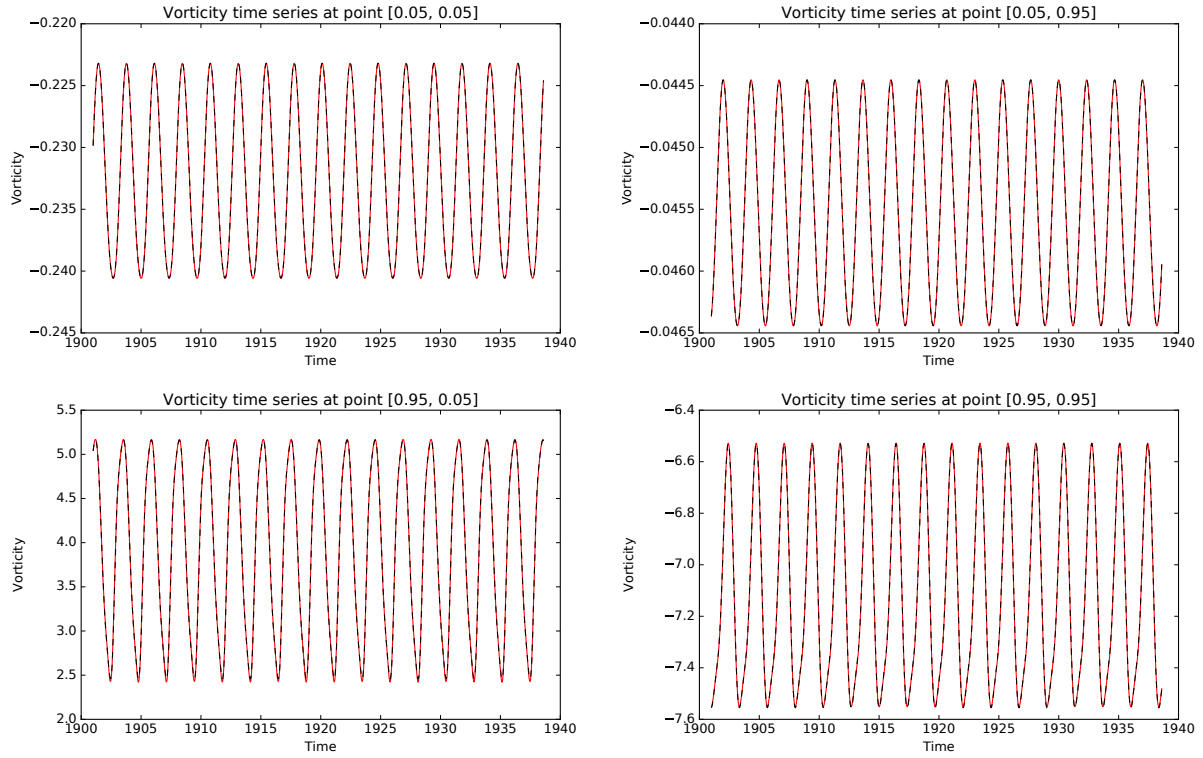 Vorticity time series at point [0.05, 0.05]
−0.220
−0.225
−0.230
−0.235
−0.240
−0.245
Vorticity
1900 1905 1910 1915 1920 1925 1930 1935 1940
Time
Vorticity time series at point [0.05, 0.95]
−0.0440
−0.0445
−0.0450
−0.0455
−0.0460
−0.0465
Vorticity
1900 1905 1910 1915 1920 1925 1930 1935 1940
Time
Vorticity time series at point [0.95, 0.05]
5.5
5.0
4.5
4.0
3.5
3.0
2.5
2.0
Vorticity
1900 1905 1910 1915 1920 1925 1930 1935 1940
Time
Vorticity time series at point [0.95, 0.95]
−6.4
−6.6
−6.8
−7.0
−7.2
−7.4
−7.6
Vorticity
1900 1905 1910 1915 1920 1925 1930 1935 1940
Time